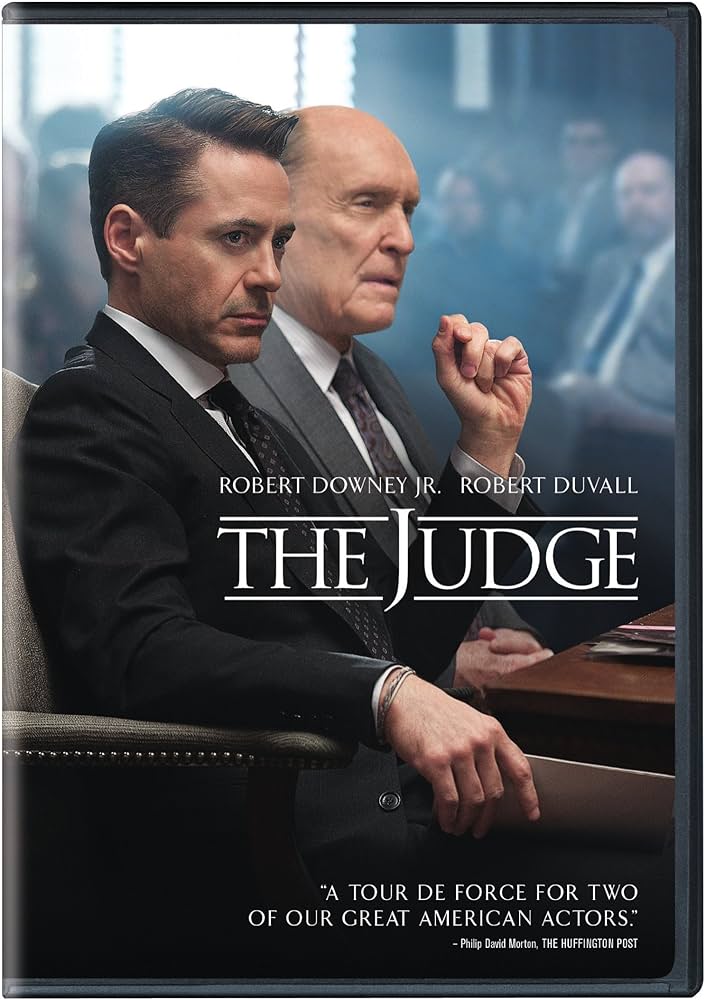 ROBERT DOWNEY JR. ROBERT DUVALL
THE JUDGE
"A TOUR DE FORCE FOR TWO
OF OUR GREAT AMERICAN ACTORS."
– Philip David Morton, THE HUFFINGTON POST